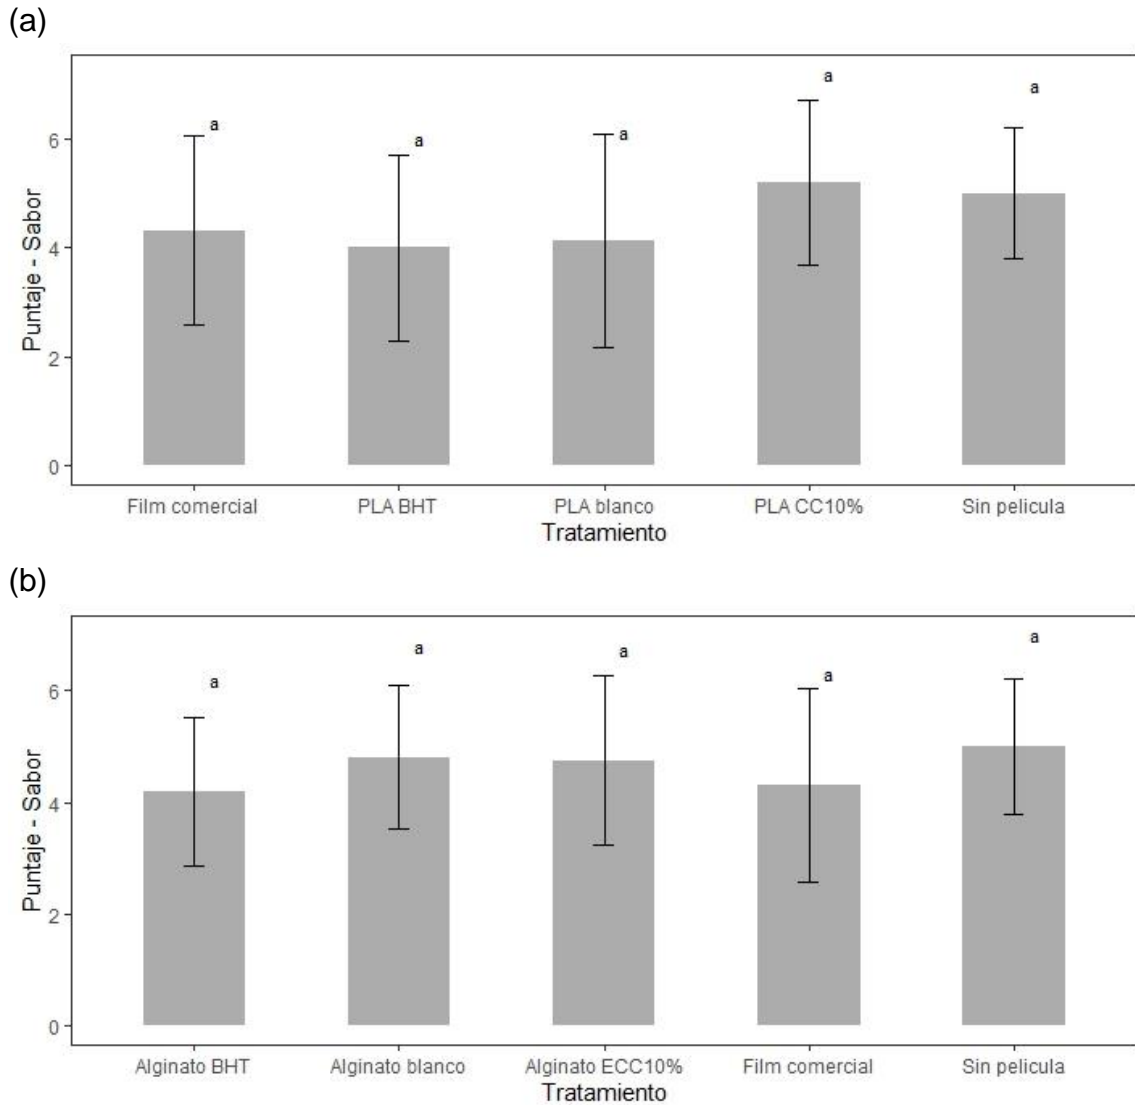 (a)
a
a
a
a
a
6
4
2
0
Puntaje - Sabor
Film comercial
PLA BHT
PLA blanco
PLA CC10%
Sin pelicula
Tratamiento
(b)
a
a
a
a
a
6
4
2
0
Puntaje - Sabor
Alginato BHT
Alginato blanco
Alginato ECC10%
Film comercial
Sin pelicula
Tratamiento